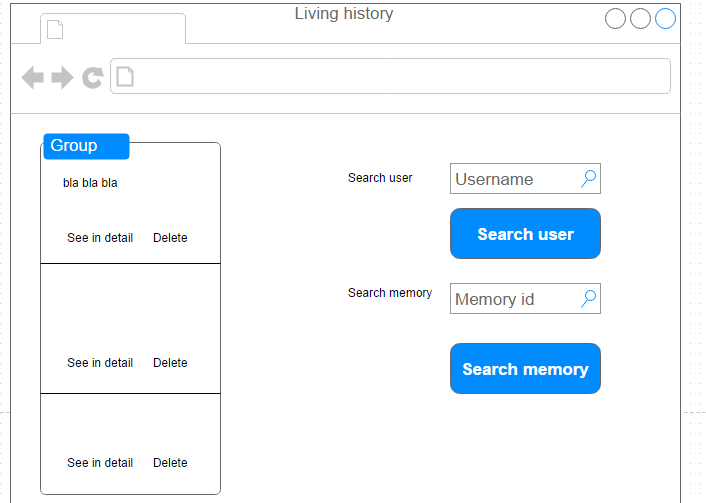 Living history
Group
bla bla bla
See in detail Delete
See in detail Delete
See in detail Delete
Search user Username
Search user
Search memory Memory id
Search memory